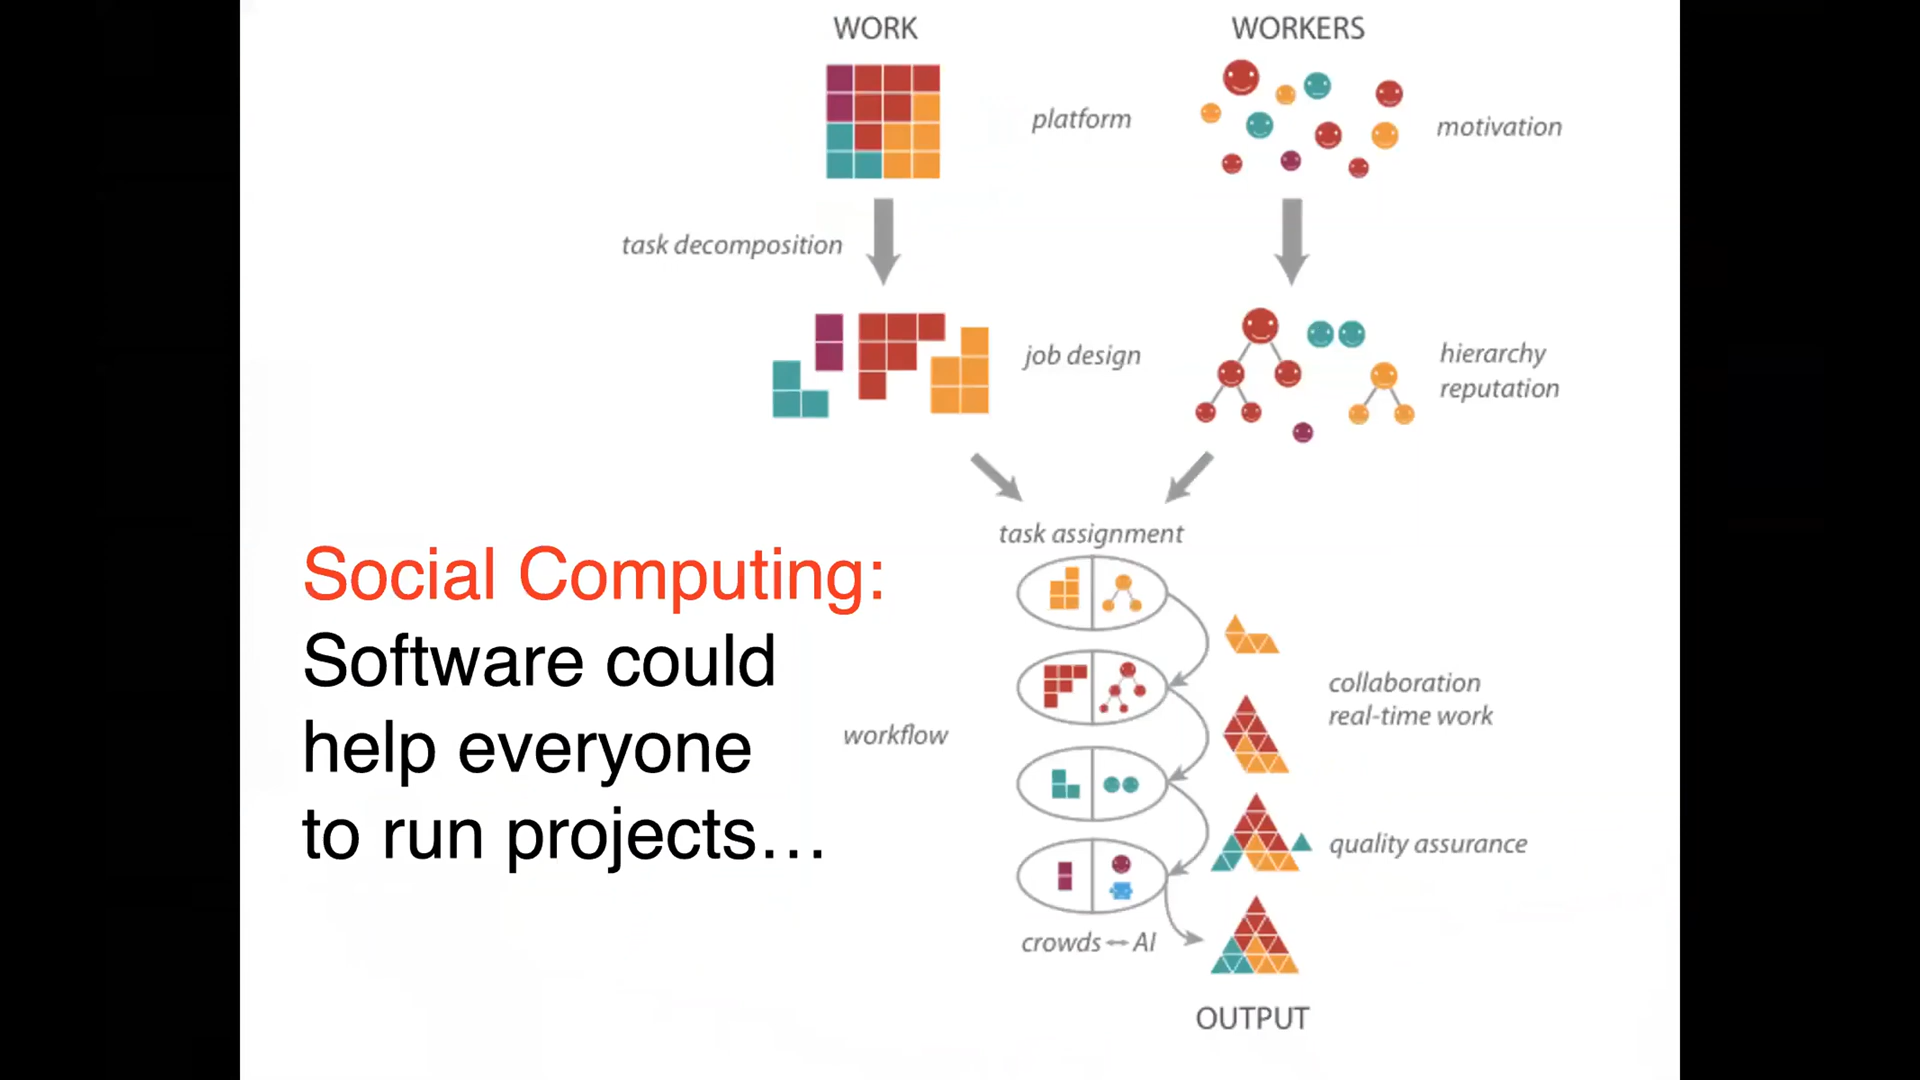 WORK
WORKERS
platform
motivation
task decomposition
job design
hierarchy
reputation
task assignment
Social Computing:
Software could
help everyone
to run projects…
workflow
collaboration
real-time work
quality assurance
crowds ↔ AI
OUTPUT